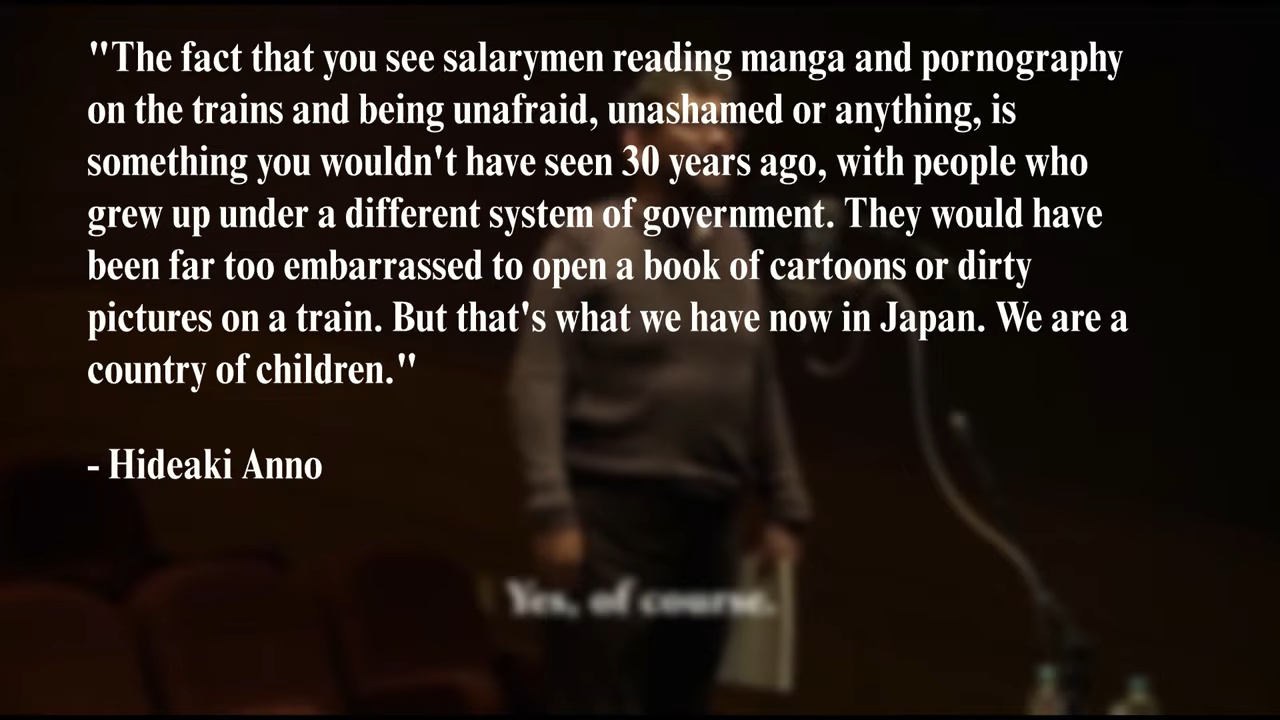 "The fact that you see salarymen reading manga and pornography
on the trains and being unafraid, unashamed or anything, is
something you wouldn't have seen 30 years ago, with people who
grew up under a different system of government. They would have
been far too embarrassed to open a book of cartoons or dirty
pictures on a train. But that's what we have now in Japan. We are a
country of children."
- Hideaki Anno
Yes, of course.